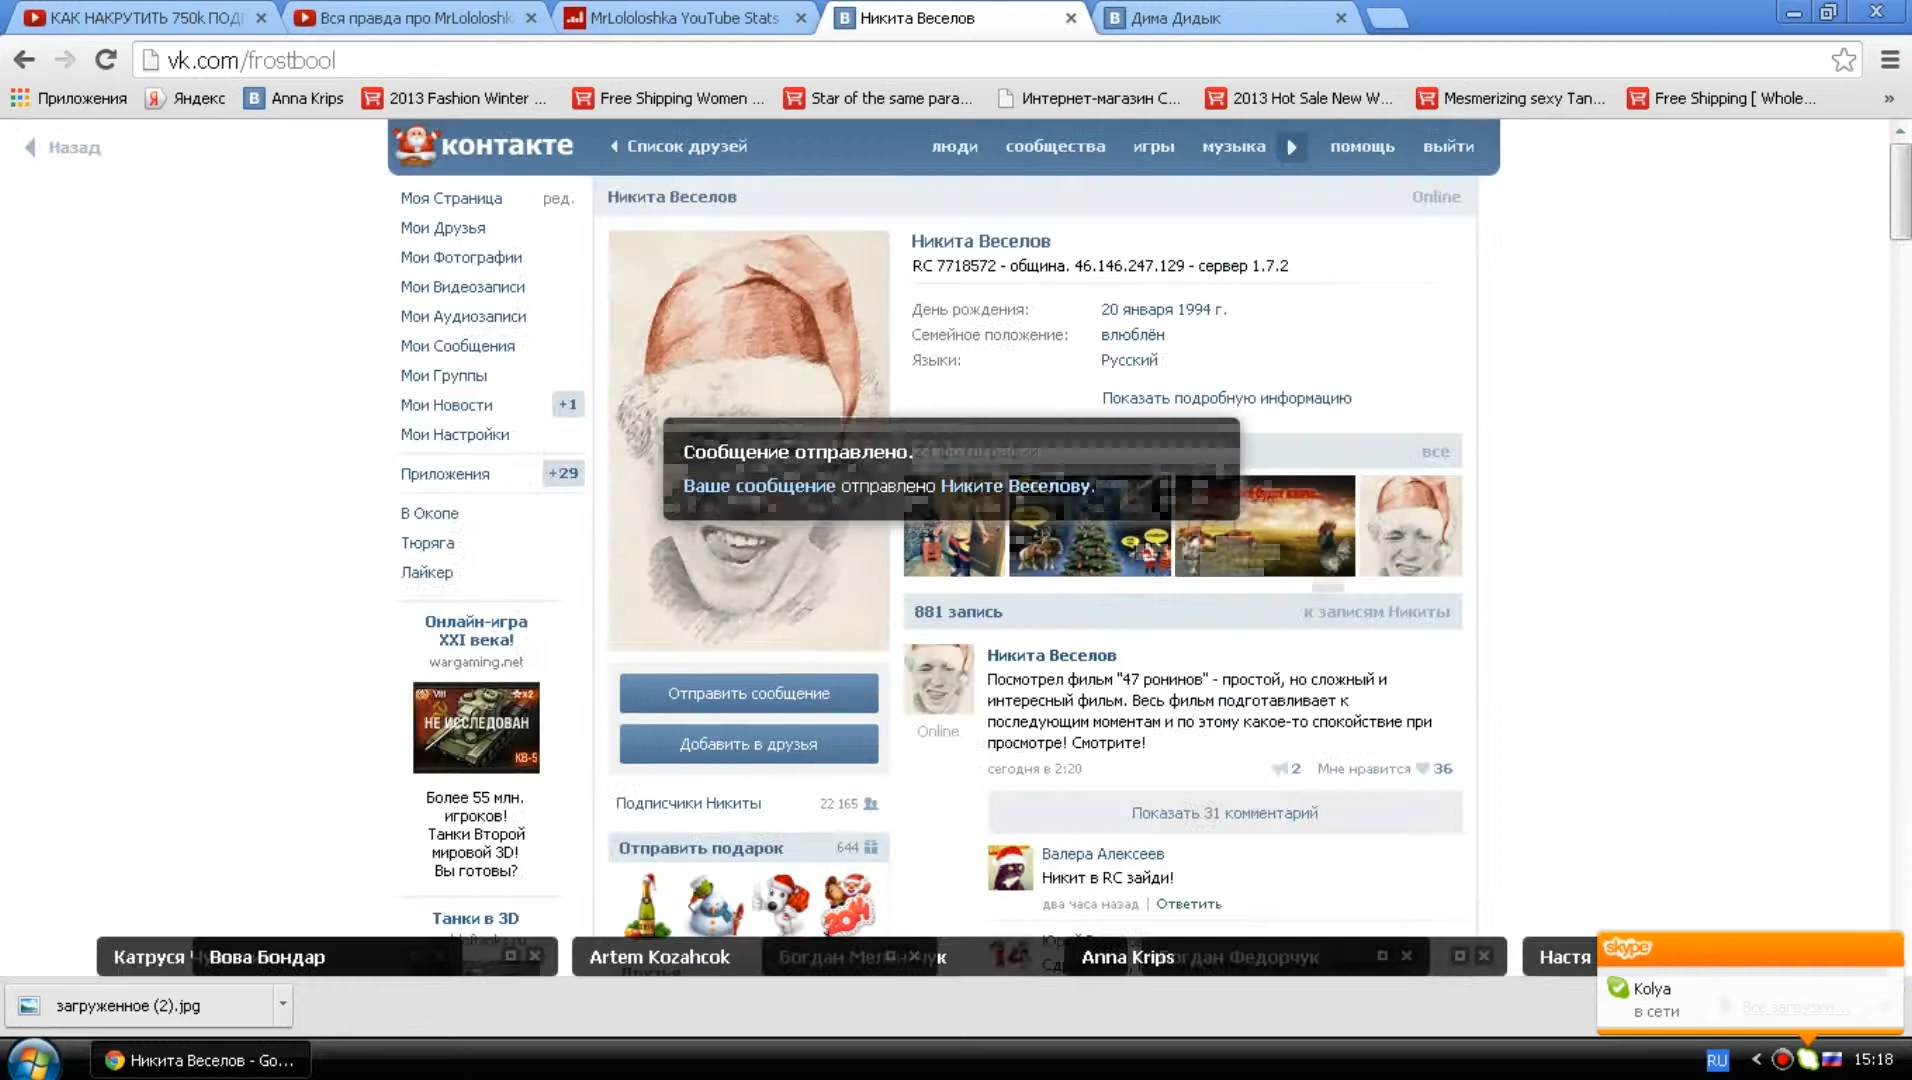 КАК НАКРУТИТЬ 750k ПОД
Вся правда про MrLololoshk
MrLololoshka YouTube Stats
Никита Веселов
Дима Дидык
vk.com/frostbool
Приложения
Яндекс
Anna Krips
2013 Fashion Winter ...
Free Shipping Women ...
Star of the same para...
Интернет-магазин С...
2013 Hot Sale New W...
Mesmerizing sexy Tan...
Free Shipping [ Whole...
»
Назад
контакте
Список друзей
люди
сообщества
игры
музыка
помощь
выйти
Моя Страница
ред.
Мои Друзья
Мои Фотографии
Мои Видеозаписи
Мои Аудиозаписи
Мои Сообщения
Мои Группы
Мои Новости
+1
Мои Настройки
Приложения
+29
В Окопе
Тюряга
Лайкер
Онлайн-игра
XXI века!
wargaming.net
VIII
x2
НЕ ИССЛЕДОВАН
КВ-5
Более 55 млн.
игроков!
Танки Второй
мировой 3D!
Вы готовы?
Танки в 3D
Никита Веселов
Online
Никита Веселов
RC 7718572 - община. 46.146.247.129 - сервер 1.7.2
День рождения:
20 января 1994 г.
Семейное положение:
влюблён
Языки:
Русский
Показать подробную информацию
все
Сообщение отправлено.
Ваше сообщение отправлено Никите Веселову.
Отправить сообщение
Добавить в друзья
Подписчики Никиты
22 165
Отправить подарок
644
881 запись
к записям Никиты
Никита Веселов
Посмотрел фильм "47 ронинов" - простой, но сложный и
интересный фильм. Весь фильм подготавливает к
последующим моментам и по этому какое-то спокойствие при
просмотре! Смотрите!
Online
сегодня в 2:20
2
Мне нравится
36
Показать 31 комментарий
Валера Алексеев
Никит в RC зайди!
два часа назад | Ответить
Катруся
Вова Бондар
Artem Kozahcok
Anna Krips
Богдан Федорчук
Настя
skype
Kolya
в сети
Все загрузки...
загруженное (2).jpg
Никита Веселов - Go...
RU
15:18